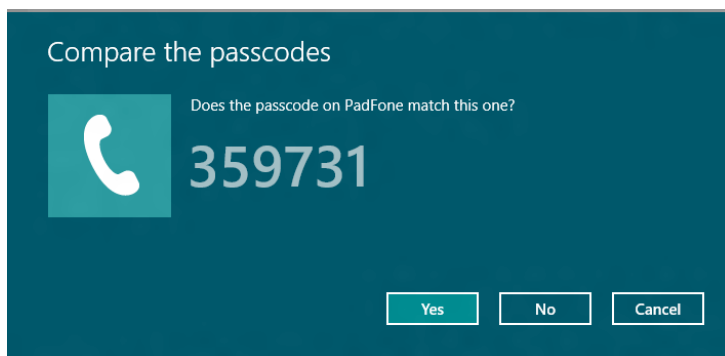 Compare the passcodes
Does the passcode on PadFone match this one?
359731
Yes No Cancel